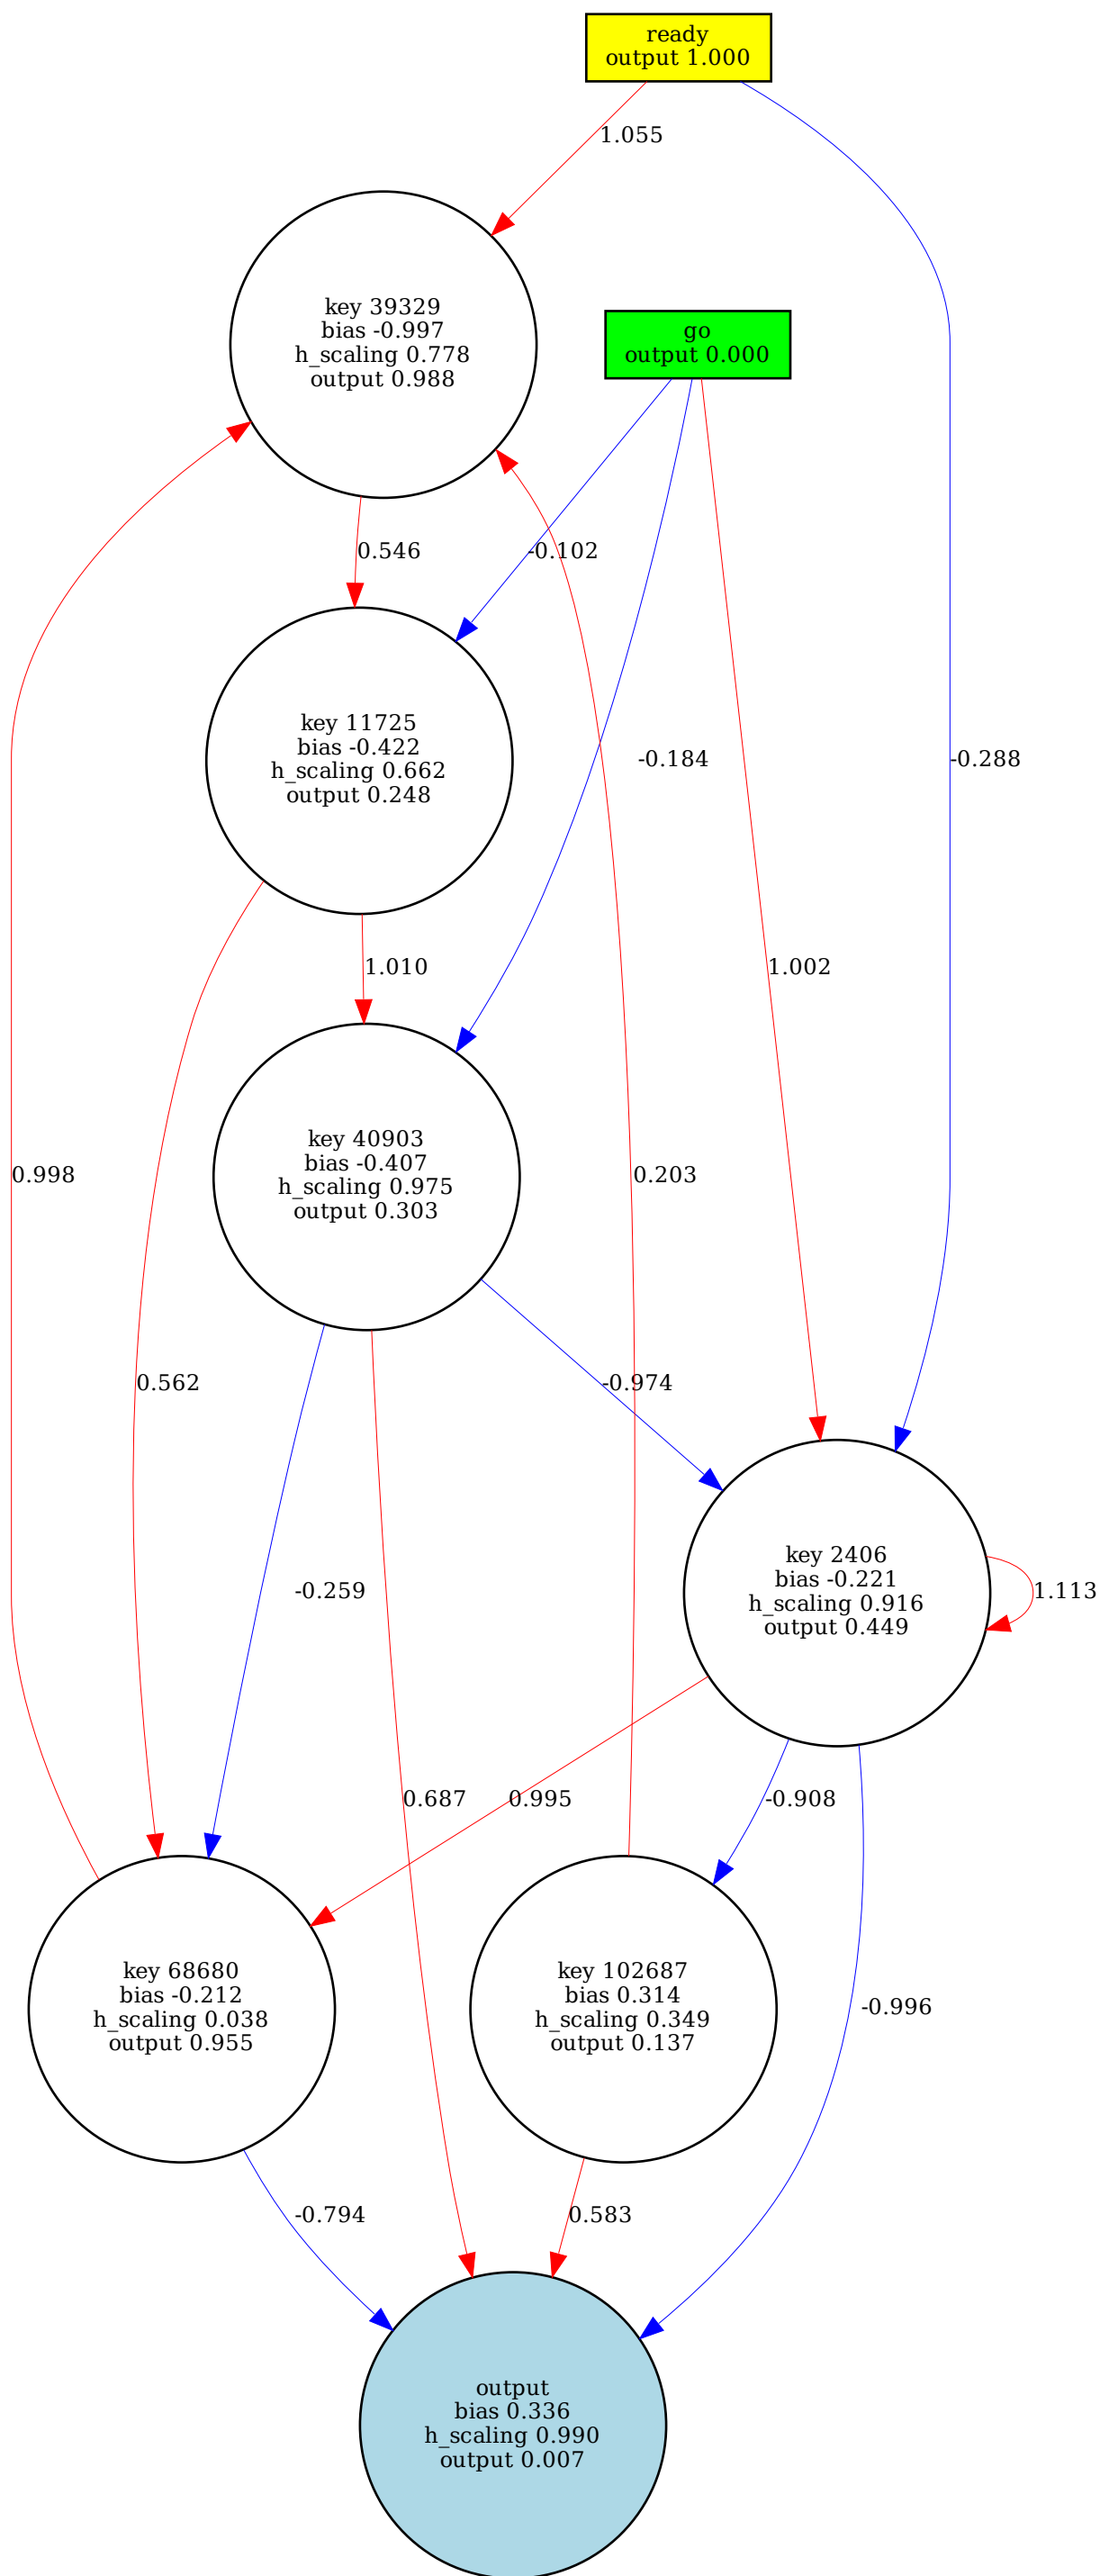 ready
output 1.000
1.055
key 39329
bias -0.997
h_scaling 0.778
output 0.988
go
output 0.000
0.546
-0.102
key 11725
bias -0.422
h_scaling 0.662
output 0.248
-0.184
-0.288
1.010
1.002
key 40903
bias -0.407
h_scaling 0.975
output 0.303
0.998
0.203
0.562
-0.974
key 2406
bias -0.221
h_scaling 0.916
output 0.449
-0.259
1.113
0.687
0.995
-0.908
key 68680
bias -0.212
h_scaling 0.038
output 0.955
key 102687
bias 0.314
h_scaling 0.349
output 0.137
-0.996
-0.794
0.583
output
bias 0.336
h_scaling 0.990
output 0.007